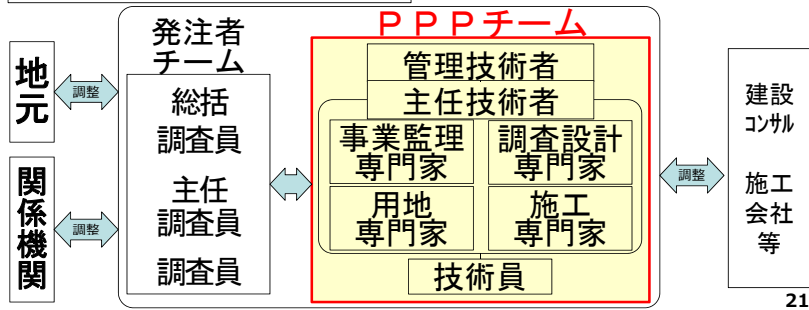 地元
調整
関係機関
調整
発注者
チーム
総括
調査員
主任
調査員
調査員
ＰＰＰチーム
管理技術者
主任技術者
事業監理
専門家
調査設計
専門家
用地
専門家
施工
専門家
技術員
調整
建設
ｺﾝｻﾙ
施工
会社
等
21